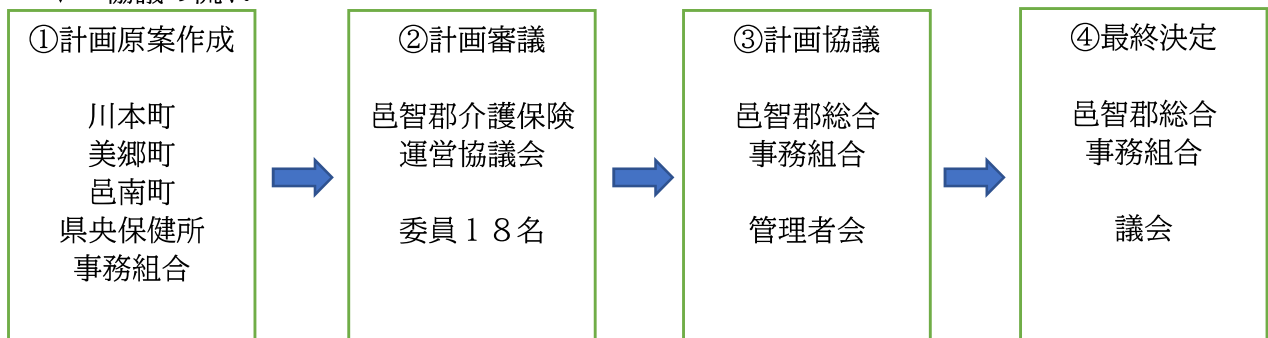 ①計画原案作成
川本町
美郷町
邑南町
県央保健所
事務組合
②計画審議
邑智郡介護保険
運営協議会
委員１８名
③計画協議
邑智郡総合
事務組合
管理者会
④最終決定
邑智郡総合
事務組合
議会